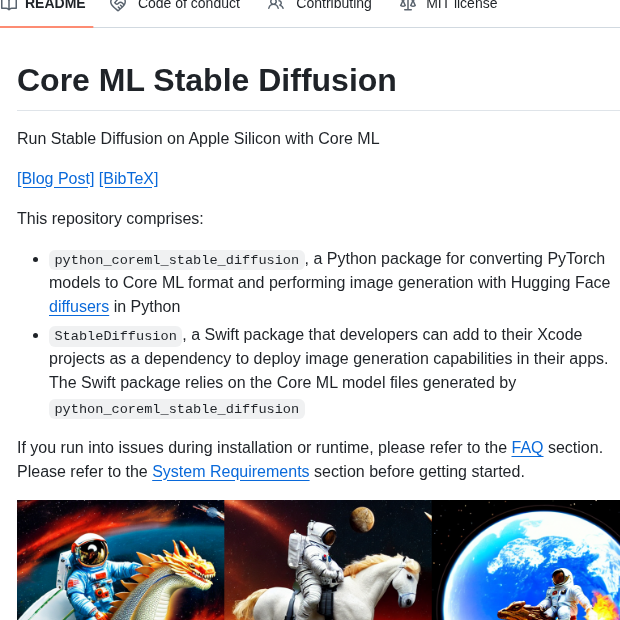 README Code of conduct Contributing MIT license
Core ML Stable Diffusion
Run Stable Diffusion on Apple Silicon with Core ML
[Blog Post] [BibTeX]
This repository comprises:
python_coreml_stable_diffusion, a Python package for converting PyTorch
models to Core ML format and performing image generation with Hugging Face
diffusers in Python
StableDiffusion, a Swift package that developers can add to their Xcode
projects as a dependency to deploy image generation capabilities in their apps.
The Swift package relies on the Core ML model files generated by
python_coreml_stable_diffusion
If you run into issues during installation or runtime, please refer to the FAQ section.
Please refer to the System Requirements section before getting started.